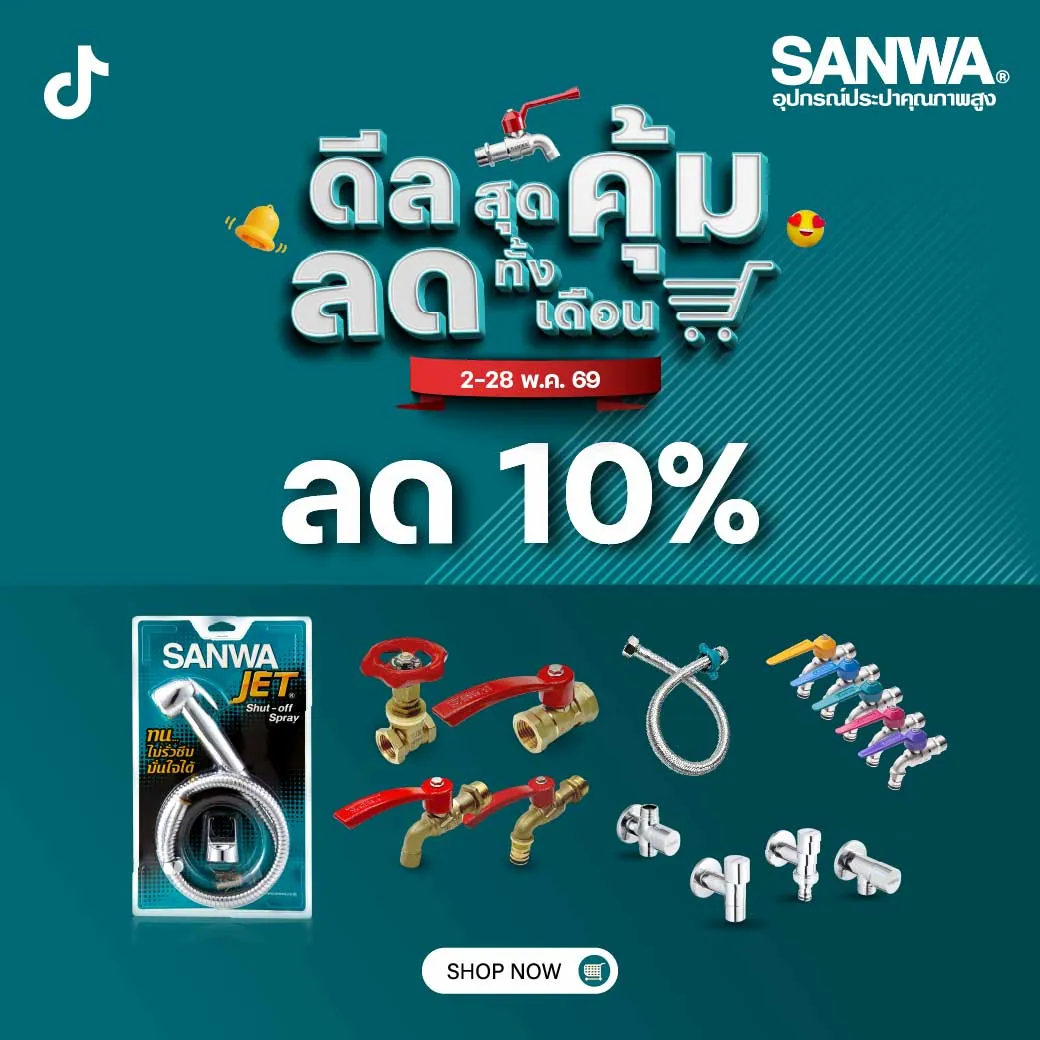 SANWA®
อุปกรณ์ประปาคุณภาพสูง
ดีลสุดคุ้ม
ลดทั้งเดือน
2-28 พ.ค. 69
ลด 10%
SANWA
JET®
Shut-off
Spray
ทน...
ไม่รั่วซึม
มั่นใจได้
SHOP NOW